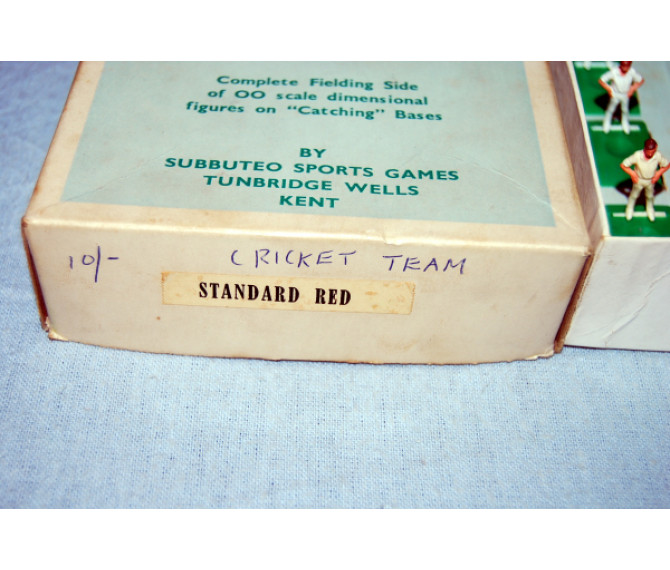 Complete Fielding Side
of OO scale dimensional
figures on "Catching" Bases
BY
SUBBUTEO SPORTS GAMES
TUNBRIDGE WELLS
KENT
10/- CRICKET TEAM
STANDARD RED